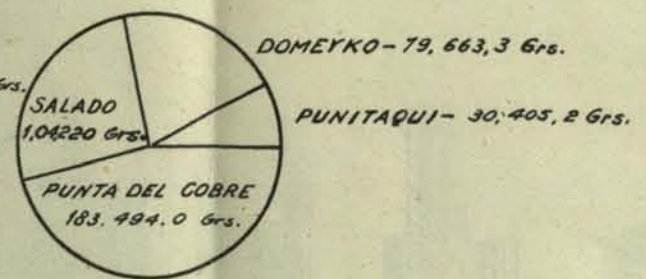 DOMEYKO - 79,663,3 Grs.
Grs.
SALADO
1,04220 Grs.
PUNITAQUI - 30,405,2 Grs.
PUNTA DEL COBRE
183.494.0 Grs.